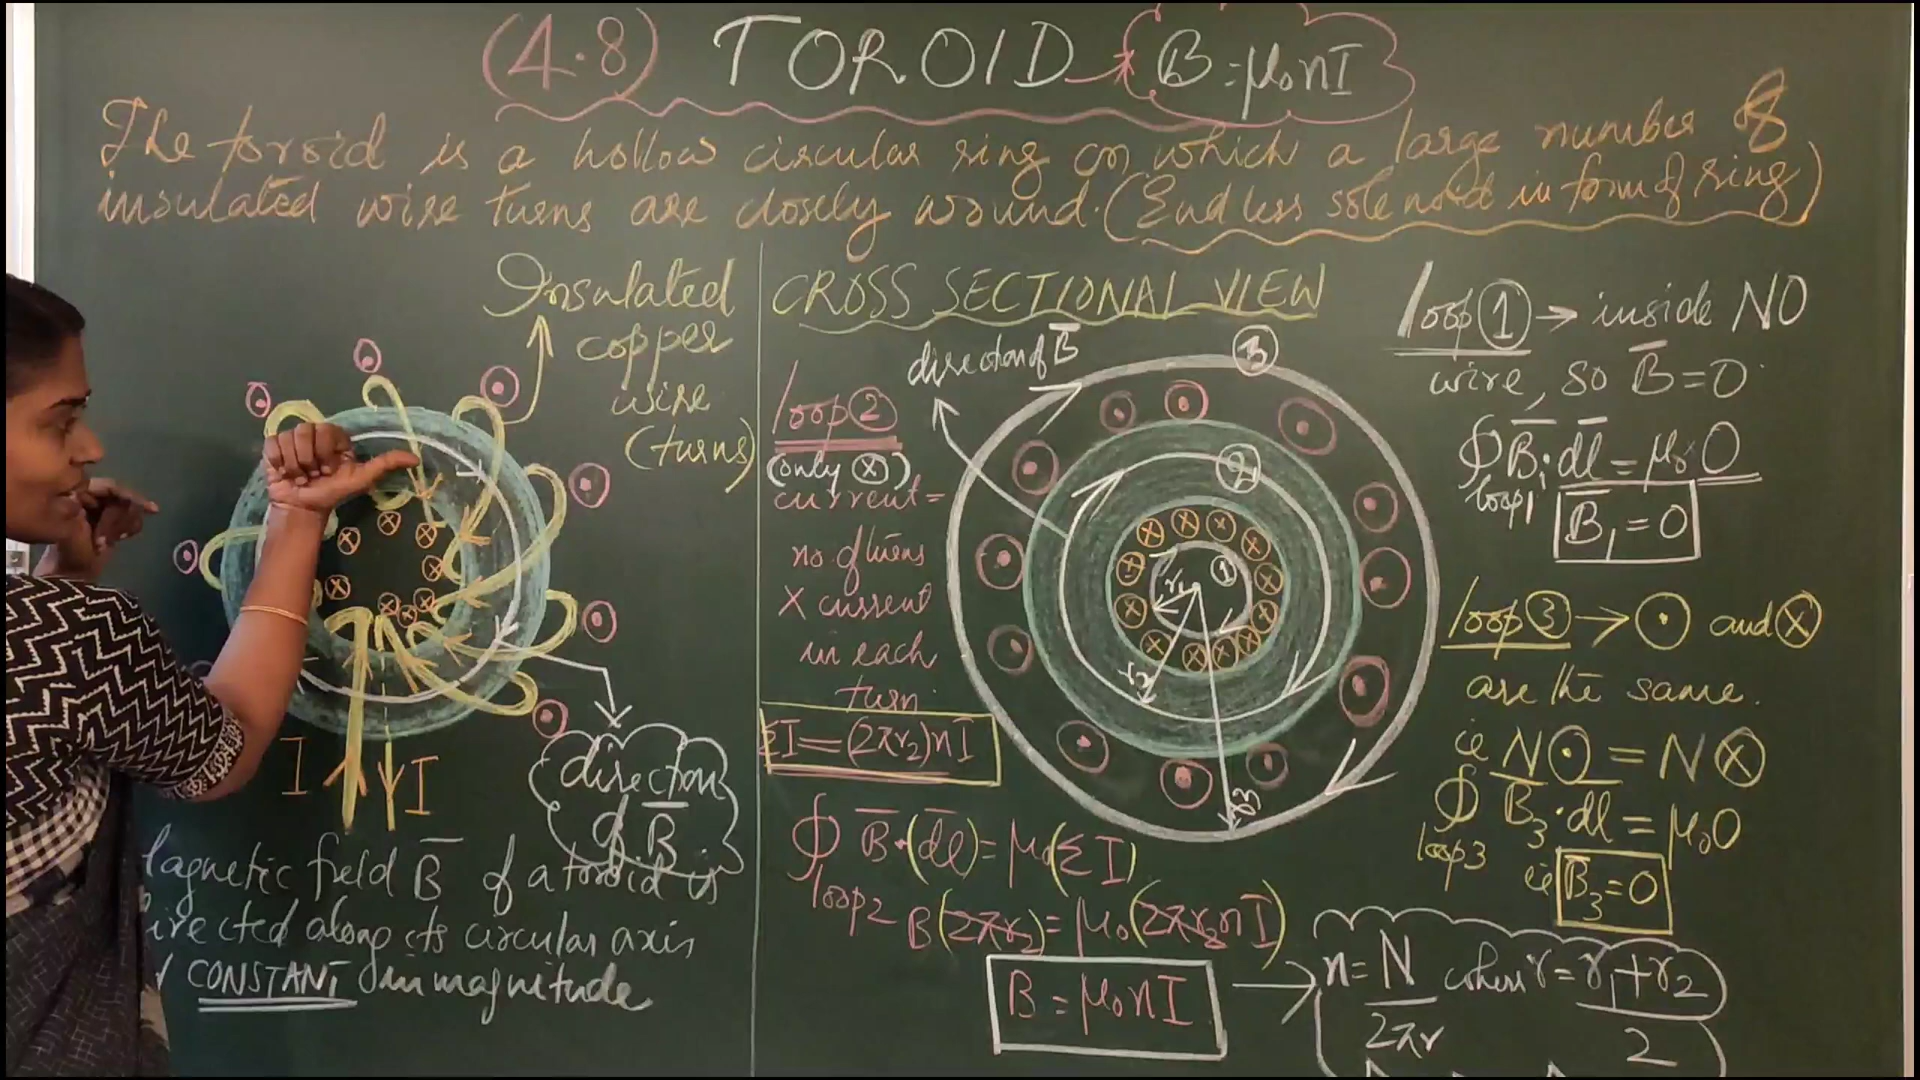 (4.8) TOROID → B = μ₀nI
The toroid is a hollow circular ring on which a large number of
insulated wire turns are closely wound. (Endless solenoid in form of ring)
Insulated
copper
wire
(turns)
I I
direction
of B̅
Magnetic field B̅ of a toroid is
directed along its circular axis
CONSTANT in magnitude
CROSS SECTIONAL VIEW
direction of B̅
3
2
1
r₁
r₂
r₃
loop ②
(only ⊗)
current =
no of turns
X current
in each
turn.
ΣI = (2πr₂)nI
∮ B̅·(d̅l̅) = μ₀(ΣI)
loop2
B(2πr₂) = μ₀(2πr₂nI)
B = μ₀nI → n = N/2πr where r = r₁+r₂/2
loop ① → inside NO
wire, so B̅ = 0
∮ B̅₁·d̅l̅ = μ₀×0
loop1
B̅₁ = 0
loop ③ → ⊙ and ⊗
are the same.
ie N⊙ = N⊗
∮ B̅₃·dl = μ₀0
loop3
ie B̅₃ = 0